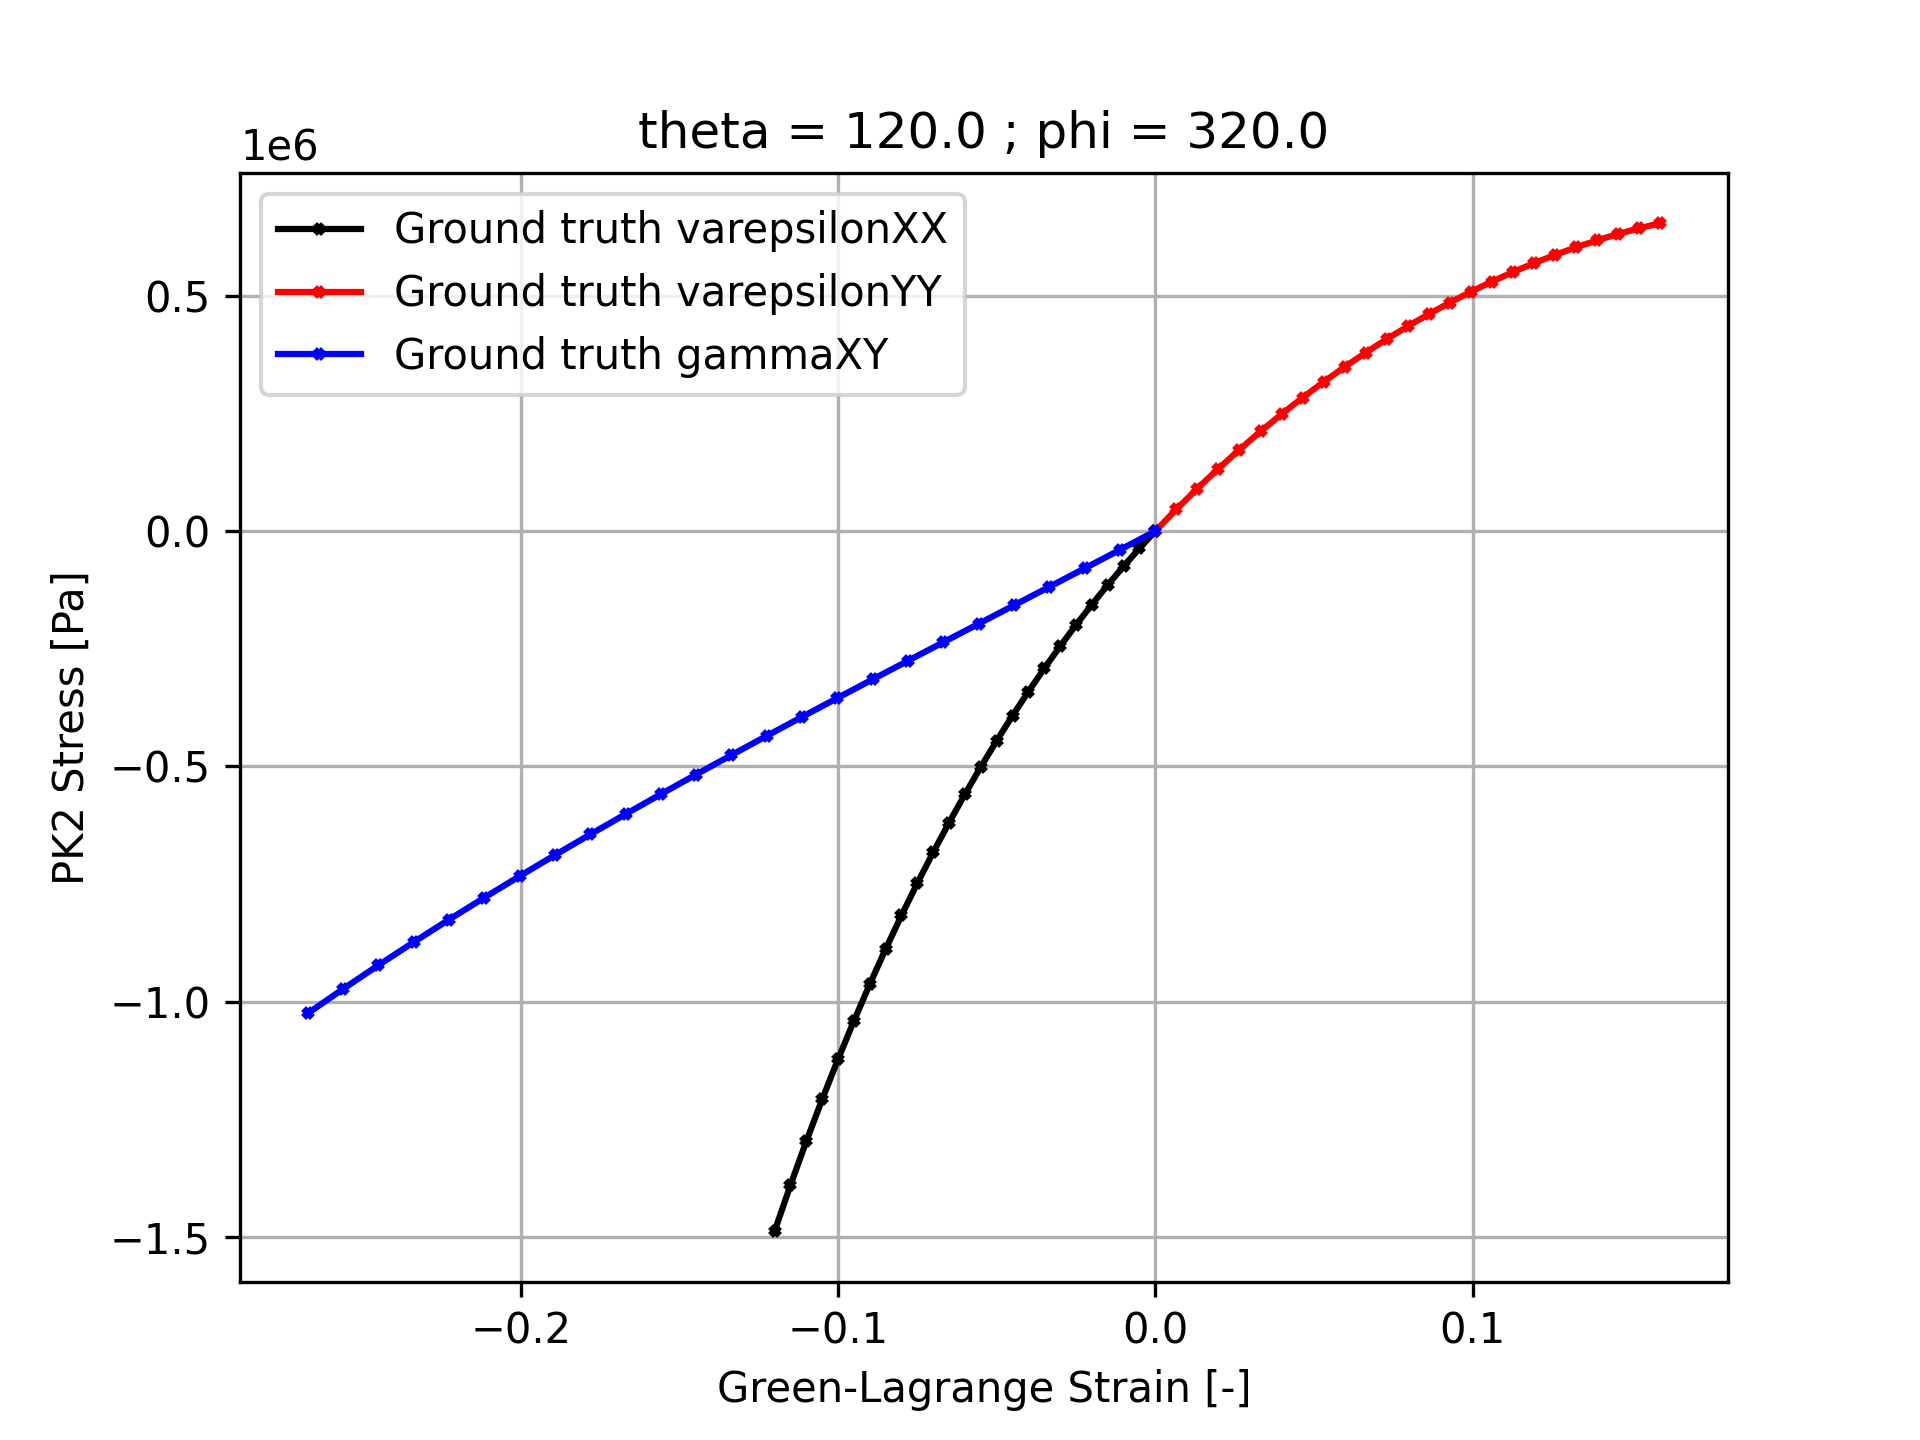 theta = 120.0 ; phi = 320.0
1e6
Ground truth varepsilonXX
Ground truth varepsilonYY
Ground truth gammaXY
0.5
0.0
−0.5
−1.0
−1.5
PK2 Stress [Pa]
−0.2
−0.1
0.0
0.1
Green-Lagrange Strain [-]